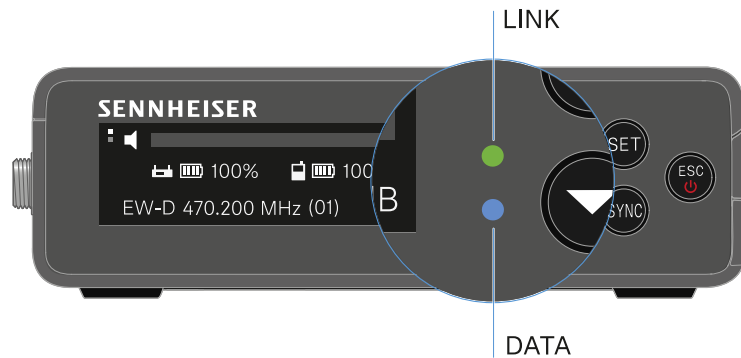 LINK
SENNHEISER
SET
ESC
100%
100
EW-D 470.200 MHz (01)
B
SYNC
DATA